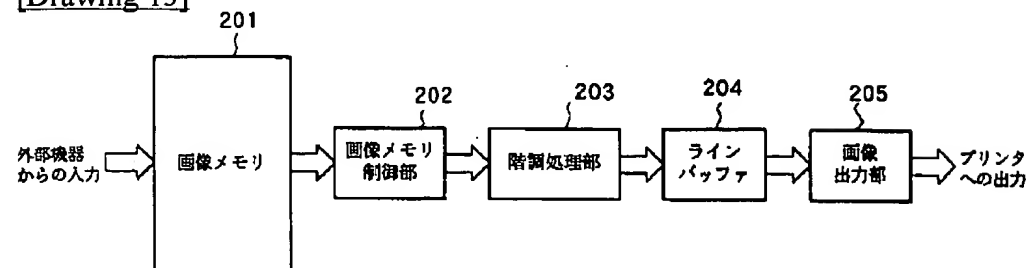 [Drawing 15]
201
202
203
204
205
外部機器
からの入力
画像メモリ
画像メモリ
制御部
階調処理部
ライン
バッファ
画像
出力部
プリンタ
への出力